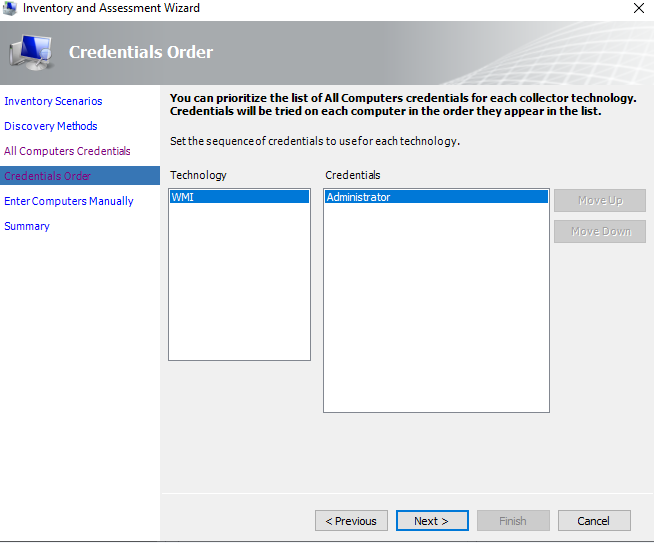 Inventory and Assessment Wizard
Credentials Order
Inventory Scenarios
Discovery Methods
All Computers Credentials
Credentials Order
Enter Computers Manually
Summary
You can prioritize the list of All Computers credentials for each collector technology.
Credentials will be tried on each computer in the order they appear in the list.
Set the sequence of credentials to use for each technology.
Technology
WMI
Credentials
Administrator
Move Up
Move Down
< Previous
Next >
Finish
Cancel